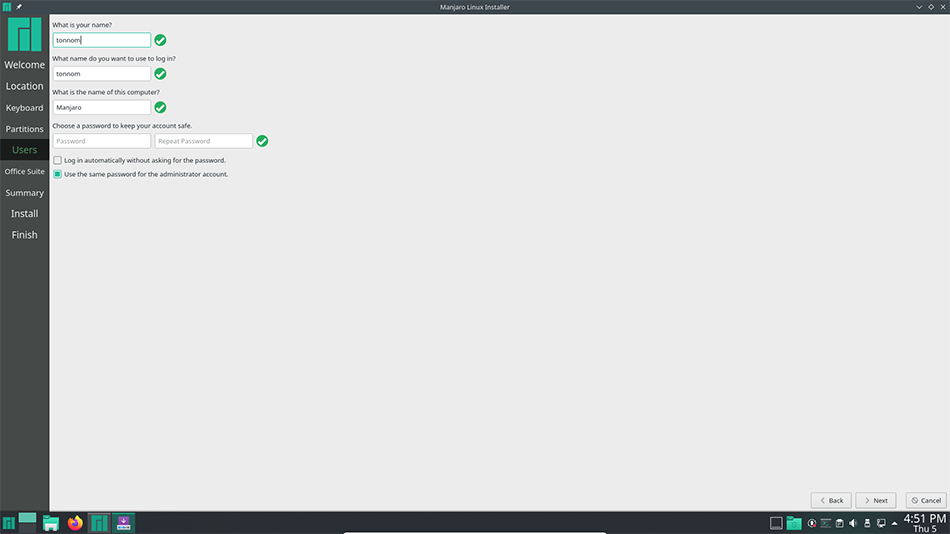 Manjaro Linux Installer
Welcome
Location
Keyboard
Partitions
Users
Office Suite
Summary
Install
Finish
What is your name?
tonnom
What name do you want to use to log in?
tonnom
What is the name of this computer?
Manjaro
Choose a password to keep your account safe.
Password Repeat Password
Log in automatically without asking for the password.
Use the same password for the administrator account.
Back Next Cancel
4:51 PM
Thu 5